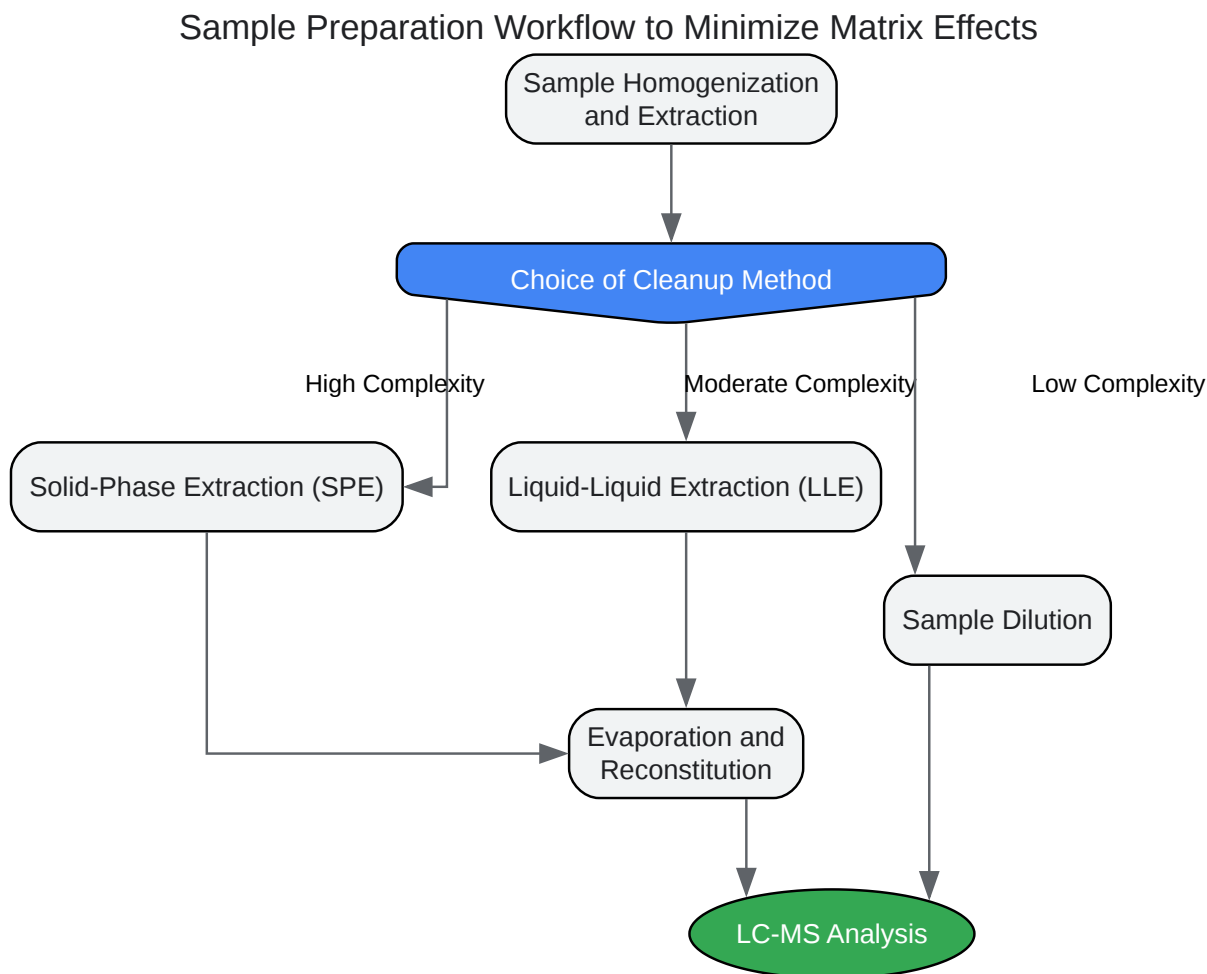 Sample Preparation Workflow to Minimize Matrix Effects
Sample Homogenization
and Extraction
Choice of Cleanup Method
High Complexity
Moderate Complexity
Low Complexity
Solid-Phase Extraction (SPE)
Liquid-Liquid Extraction (LLE)
Sample Dilution
Evaporation and
Reconstitution
LC-MS Analysis